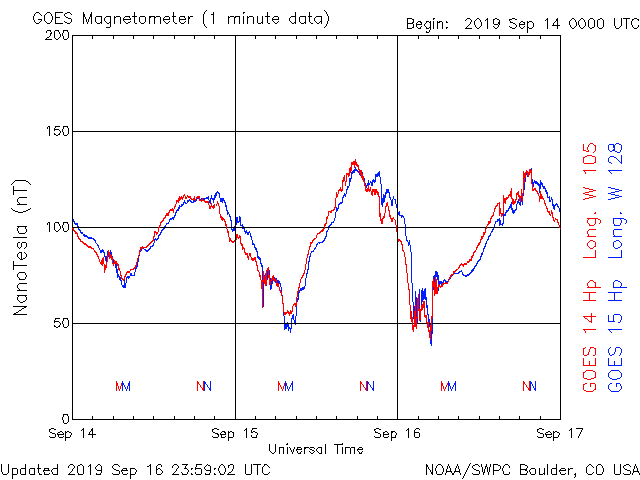 GOES Magnetometer (1 minute data)
Begin: 2019 Sep 14 0000 UTC
200
150
100
50
0
NanoTesla (nT)
M M N N M M N N M M N N
Sep 14 Sep 15 Sep 16 Sep 17
Universal Time
GOES 14 Hp Long. W 105
GOES 15 Hp Long. W 128
Updated 2019 Sep 16 23:59:02 UTC
NOAA/SWPC Boulder, CO USA